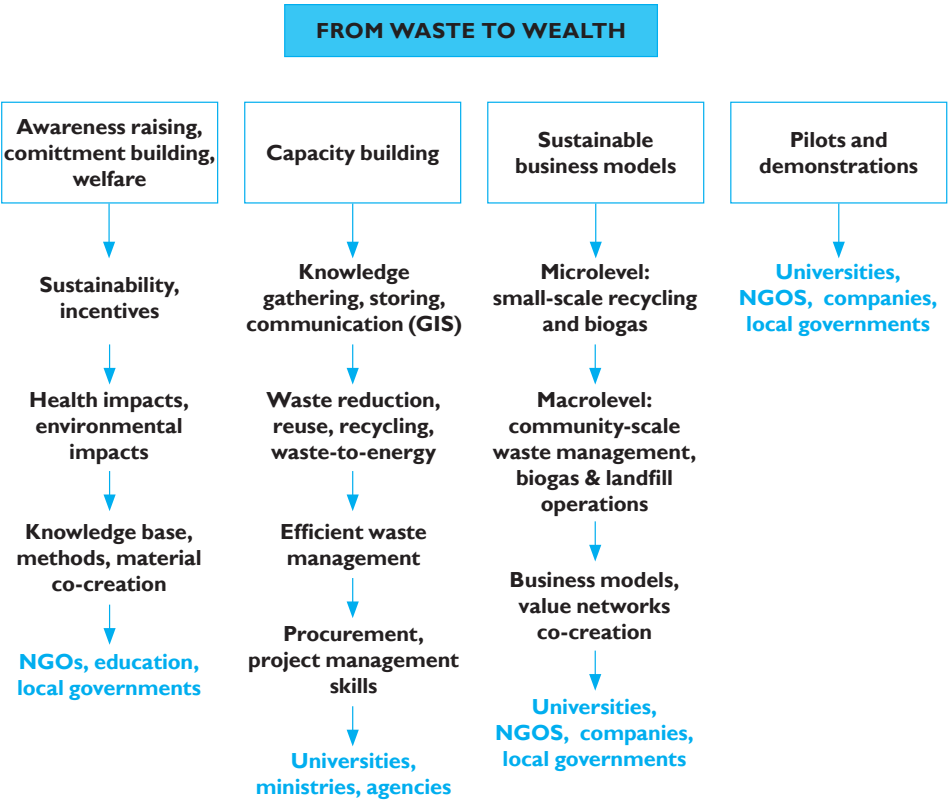 FROM WASTE TO WEALTH
Awareness raising,
comittment building,
welfare
Sustainability,
incentives
Health impacts,
environmental
impacts
Knowledge base,
methods, material
co-creation
NGOs, education,
local governments
Capacity building
Knowledge
gathering, storing,
communication (GIS)
Waste reduction,
reuse, recycling,
waste-to-energy
Efficient waste
management
Procurement,
project management
skills
Universities,
ministries, agencies
Sustainable
business models
Microlevel:
small-scale recycling
and biogas
Macrolevel:
community-scale
waste management,
biogas & landfill
operations
Business models,
value networks
co-creation
Universities,
NGOS, companies,
local governments
Pilots and
demonstrations
Universities,
NGOS, companies,
local governments